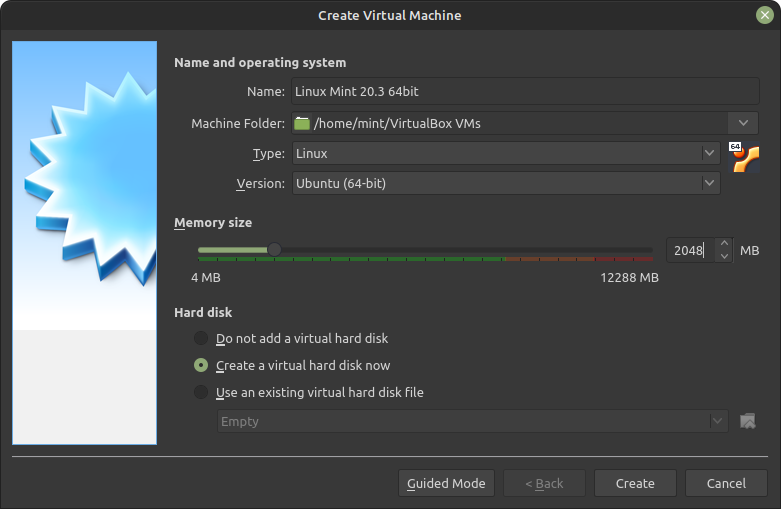 Create Virtual Machine
Name and operating system
Name: Linux Mint 20.3 64bit
Machine Folder: /home/mint/VirtualBox VMs
Type: Linux
64
Version: Ubuntu (64-bit)
Memory size
2048 MB
4 MB 12288 MB
Hard disk
Do not add a virtual hard disk
Create a virtual hard disk now
Use an existing virtual hard disk file
Empty
Guided Mode < Back Create Cancel